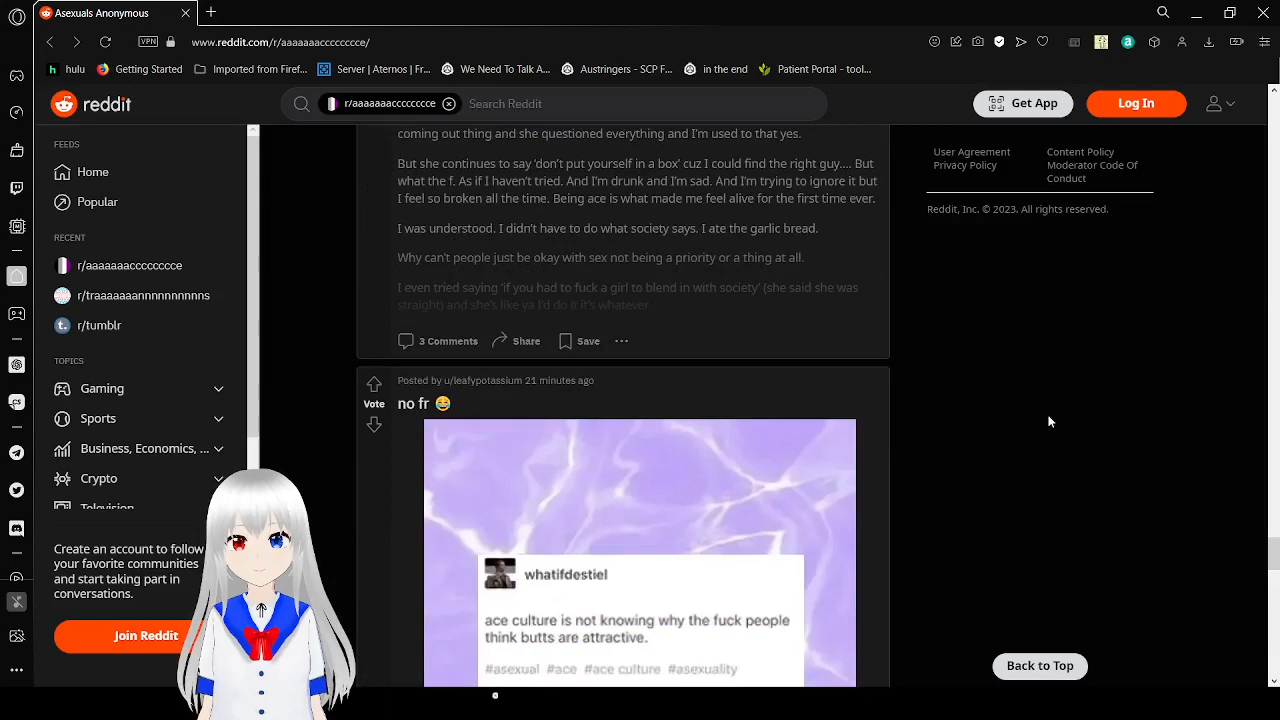 Asexuals Anonymous
VPN
www.reddit.com/r/aaaaaaacccccccce/
hulu
Getting Started
Imported from Firef...
Server | Aternos | Fr...
We Need To Talk A...
Austringers - SCP F...
in the end
Patient Portal - tool...
reddit
r/aaaaaaacccccccce
Search Reddit
Get App
Log In
FEEDS
Home
Popular
RECENT
r/aaaaaaacccccccce
r/traaaaaaannnnnnnnnns
r/tumblr
TOPICS
Gaming
Sports
Business, Economics, ...
Crypto
Television
Create an account to follow
your favorite communities
and start taking part in
conversations.
Join Reddit
coming out thing and she questioned everything and I'm used to that yes.
But she continues to say 'don't put yourself in a box' cuz I could find the right guy.... But
what the f. As if I haven't tried. And I'm drunk and I'm sad. And I'm trying to ignore it but
I feel so broken all the time. Being ace is what made me feel alive for the first time ever.
I was understood. I didn't have to do what society says. I ate the garlic bread.
Why can't people just be okay with sex not being a priority or a thing at all.
I even tried saying 'if you had to fuck a girl to blend in with society' (she said she was
straight) and she's like ya I'd do it it's whatever
3 Comments
Share
Save
Posted by u/leafypotassium 21 minutes ago
Vote
no fr 😂
whatifdestiel
ace culture is not knowing why the fuck people
think butts are attractive.
#asexual #ace #ace culture #asexuality
User Agreement
Privacy Policy
Content Policy
Moderator Code Of
Conduct
Reddit, Inc. © 2023. All rights reserved.
Back to Top